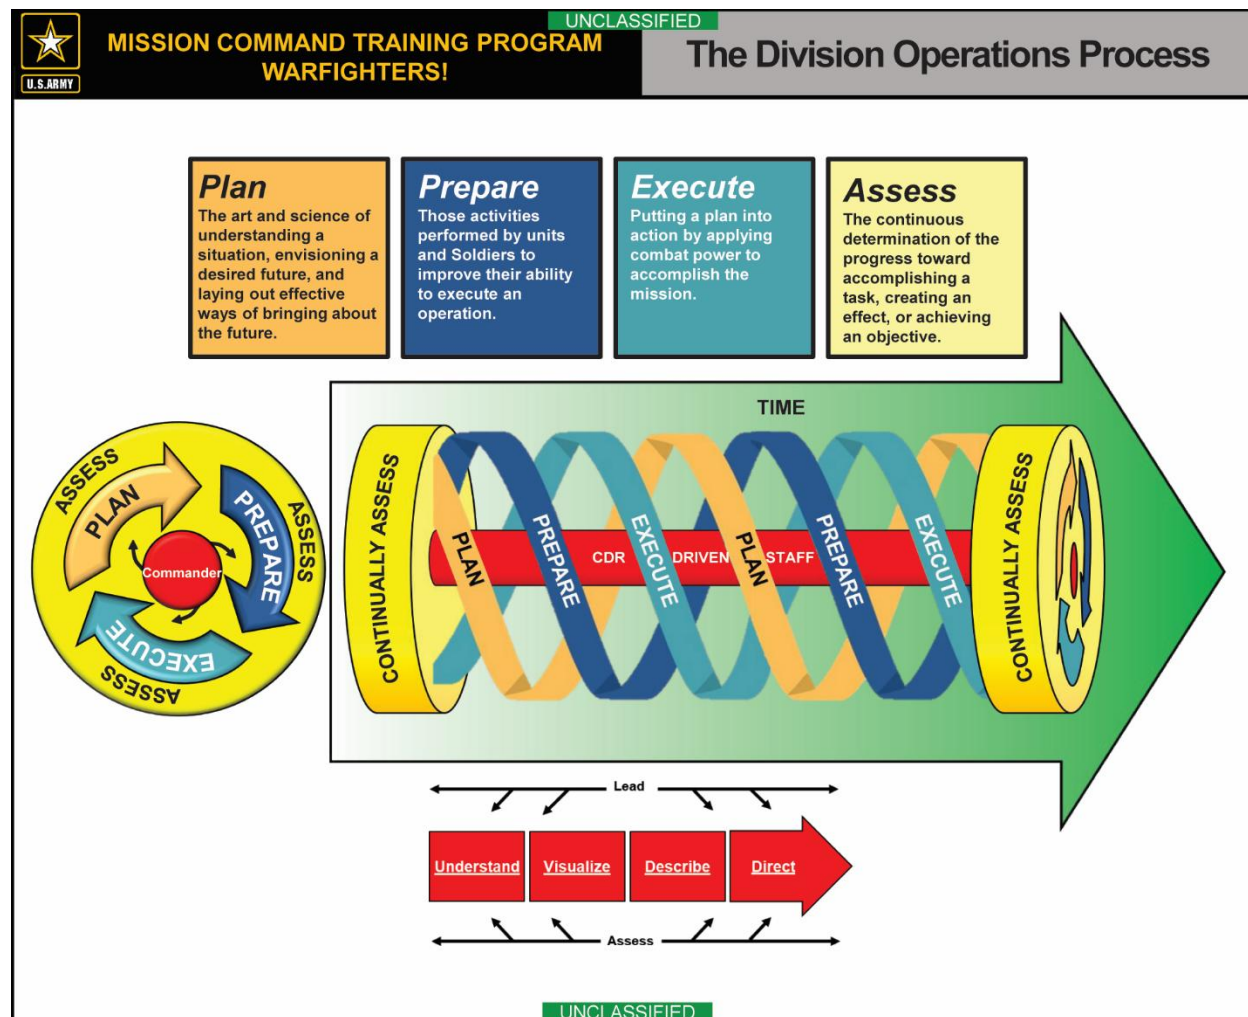 UNCLASSIFIED
U.S.ARMY
MISSION COMMAND TRAINING PROGRAM
WARFIGHTERS!
The Division Operations Process
Plan
The art and science of
understanding a
situation, envisioning a
desired future, and
laying out effective
ways of bringing about
the future.
Prepare
Those activities
performed by units
and Soldiers to
improve their ability
to execute an
operation.
Execute
Putting a plan into
action by applying
combat power to
accomplish the
mission.
Assess
The continuous
determination of the
progress toward
accomplishing a
task, creating an
effect, or achieving
an objective.
ASSESS
PLAN
PREPARE
ASSESS
Commander
EXECUTE
ASSESS
TIME
CONTINUALLY ASSESS
PLAN
PREPARE
CDR
EXECUTE
DRIVEN
PLAN
STAFF
PREPARE
EXECUTE
CONTINUALLY ASSESS
Lead
Understand
Visualize
Describe
Direct
Assess
UNCLASSIFIED